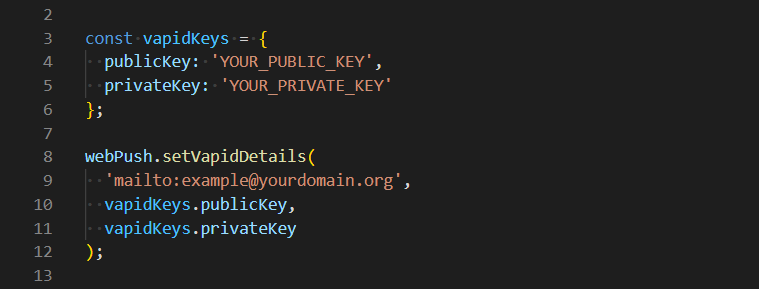 2
3 const vapidKeys = {
4 publicKey: 'YOUR_PUBLIC_KEY',
5 privateKey: 'YOUR_PRIVATE_KEY'
6 };
7
8 webPush.setVapidDetails(
9 'mailto:example@yourdomain.org',
10 vapidKeys.publicKey,
11 vapidKeys.privateKey
12 );
13